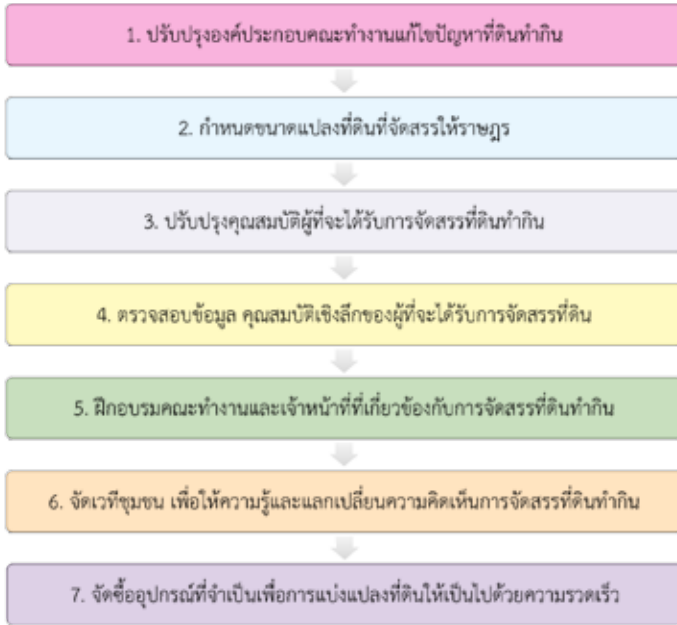 1. ปรับปรุงองค์ประกอบคณะทำงานแก้ไขปัญหาที่ดินทำกิน
2. กำหนดขนาดแปลงที่ดินที่จัดสรรให้ราษฎร
3. ปรับปรุงคุณสมบัติผู้ที่จะได้รับการจัดสรรที่ดินทำกิน
4. ตรวจสอบข้อมูล คุณสมบัติเชิงลึกของผู้ที่จะได้รับการจัดสรรที่ดิน
5. ฝึกอบรมคณะทำงานและเจ้าหน้าที่ที่เกี่ยวข้องกับการจัดสรรที่ดินทำกิน
6. จัดเวทีชุมชน เพื่อให้ความรู้และแลกเปลี่ยนความคิดเห็นการจัดสรรที่ดินทำกิน
7. จัดซื้ออุปกรณ์ที่จำเป็นเพื่อการแบ่งแปลงที่ดินให้เป็นไปด้วยความรวดเร็ว